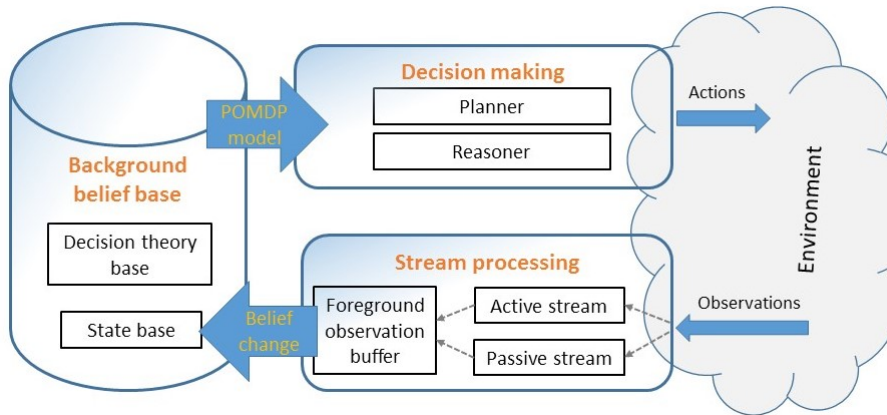 Decision making
Planner
Reasoner
POMDP
model
Actions
Background
belief base
Decision theory
base
State base
Stream processing
Foreground
observation
buffer
Active stream
Passive stream
Belief
change
Observations
Environment